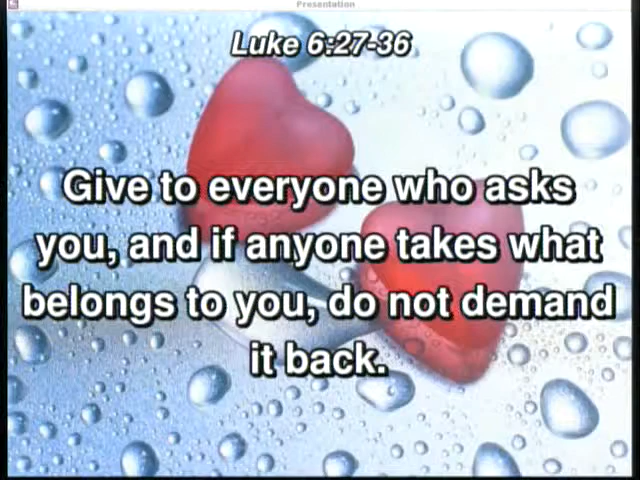 Presentation
Luke 6:27-36
Give to everyone who asks
you, and if anyone takes what
belongs to you, do not demand
it back.